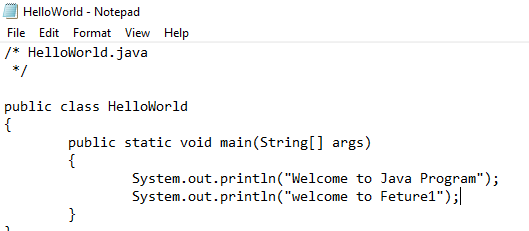 HelloWorld - Notepad
File Edit Format View Help
/* HelloWorld.java
 */

public class HelloWorld
{
        public static void main(String[] args)
        {
                System.out.println("Welcome to Java Program");
                System.out.println("welcome to Feture1");
        }
}